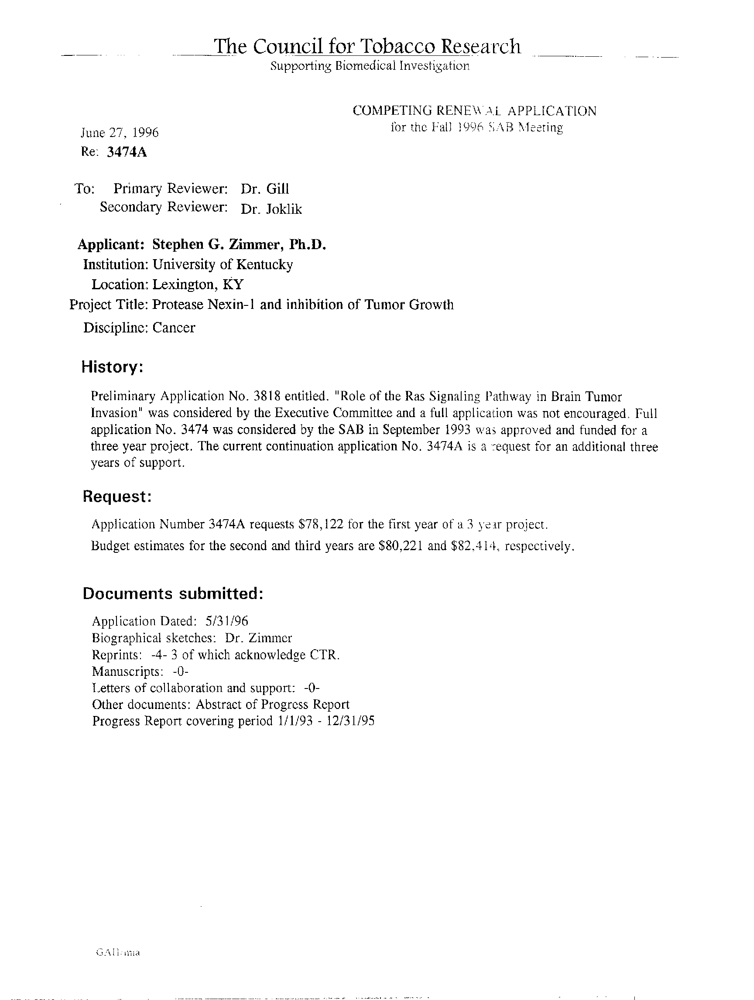 The Council for Tobacco Research
Supporting Biomedical Investigation
COMPETING RENEWAL APPLICATION
for the Fall 1996 SAB Meeting
June 27, 1996
Re: 3474A
To: Primary Reviewer: Dr. Gill
Secondary Reviewer: Dr. Joklik
Applicant: Stephen G. Zimmer, Ph.D.
Institution: University of Kentucky
Location: Lexington, KY
Project Title: Protease Nexin-1 and inhibition of Tumor Growth
Discipline: Cancer
History:
Preliminary Application No. 3818 entitled. "Role of the Ras Signaling Pathway in Brain Tumor
Invasion" was considered by the Executive Committee and a full application was not encouraged. Full
application No. 3474 was considered by the SAB in September 1993 was approved and funded for a
three year project. The current continuation application No. 3474A is a request for an additional three
years of support.
Request:
Application Number 3474A requests $78,122 for the first year of a 3 year project.
Budget estimates for the second and third years are $80,221 and $82,414, respectively.
Documents submitted:
Application Dated: 5/31/96
Biographical sketches: Dr. Zimmer
Reprints: -4- 3 of which acknowledge CTR.
Manuscripts: -0-
Letters of collaboration and support: -0-
Other documents: Abstract of Progress Report
Progress Report covering period 1/1/93 - 12/31/95